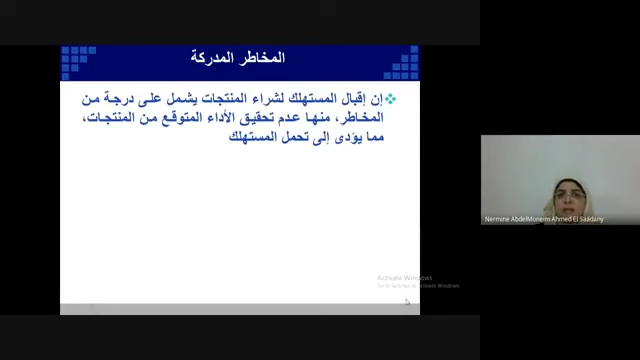 المخاطر المدركة
إن إقبال المستهلك لشراء المنتجات يشمل على درجة من
المخاطر، منها عدم تحقيق الأداء المتوقع من المنتجات،
مما يؤدى إلى تحمل المستهلك
Nermine AbdelMonem Ahmed El Saadany
Activate Windows
Go to Settings to activate Windows.